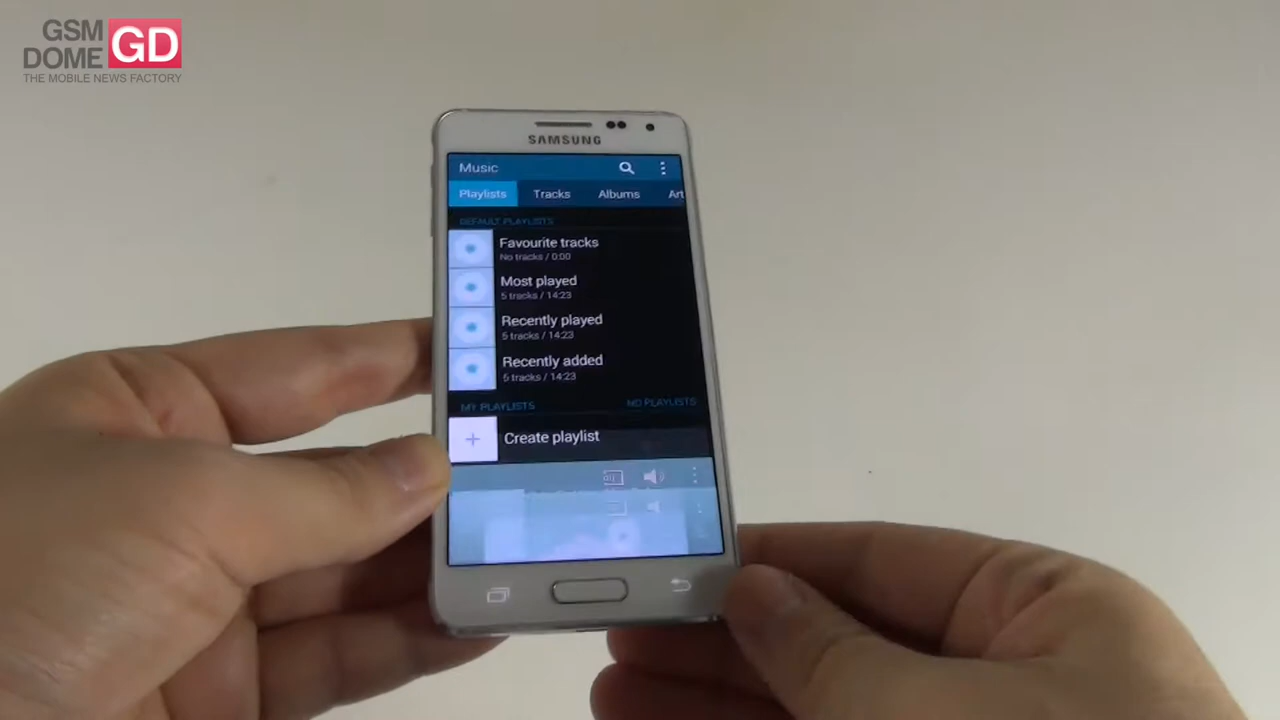 GSM
DOME GD
THE MOBILE NEWS FACTORY
SAMSUNG
Music
Playlists Tracks Albums Art
DEFAULT PLAYLISTS
Favourite tracks
No tracks / 0:00
Most played
5 tracks / 14:23
Recently played
5 tracks / 14:23
Recently added
5 tracks / 14:23
MY PLAYLISTS NO PLAYLISTS
Create playlist